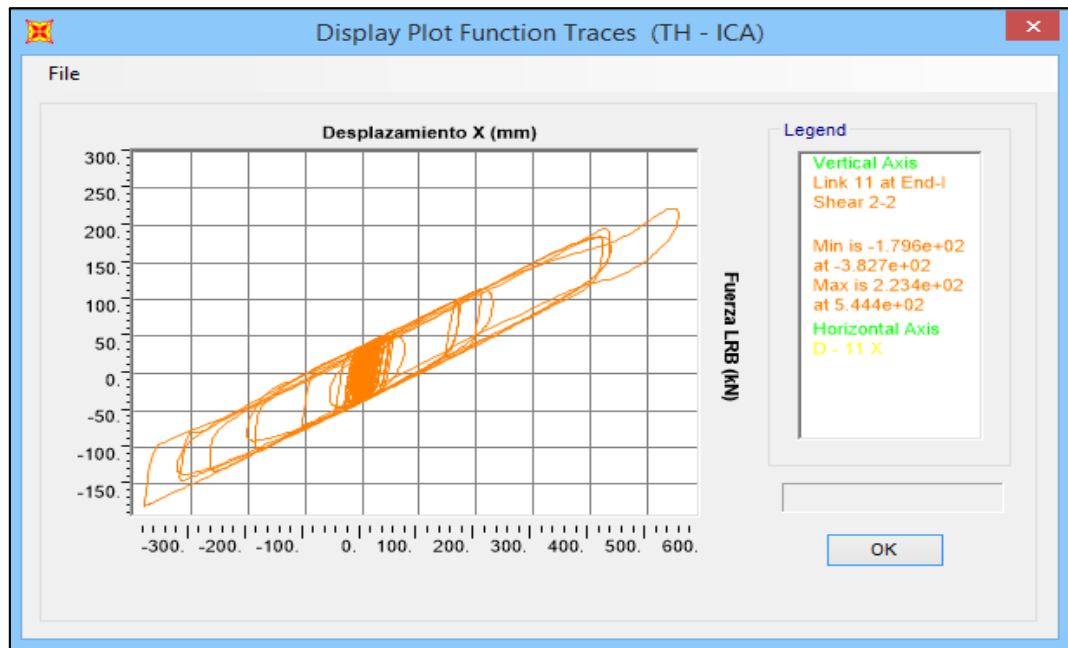 Display Plot Function Traces (TH - ICA)
File
Desplazamiento X (mm)
300.
250.
200.
150.
100.
50.
0.
-50.
-100.
-150.
-300. -200. -100. 0. 100. 200. 300. 400. 500. 600.
Fuerza LRB (kN)
Legend
Vertical Axis
Link 11 at End-I
Shear 2-2
Min is -1.796e+02
at -3.827e+02
Max is 2.234e+02
at 5.444e+02
Horizontal Axis
D - 11 X
OK